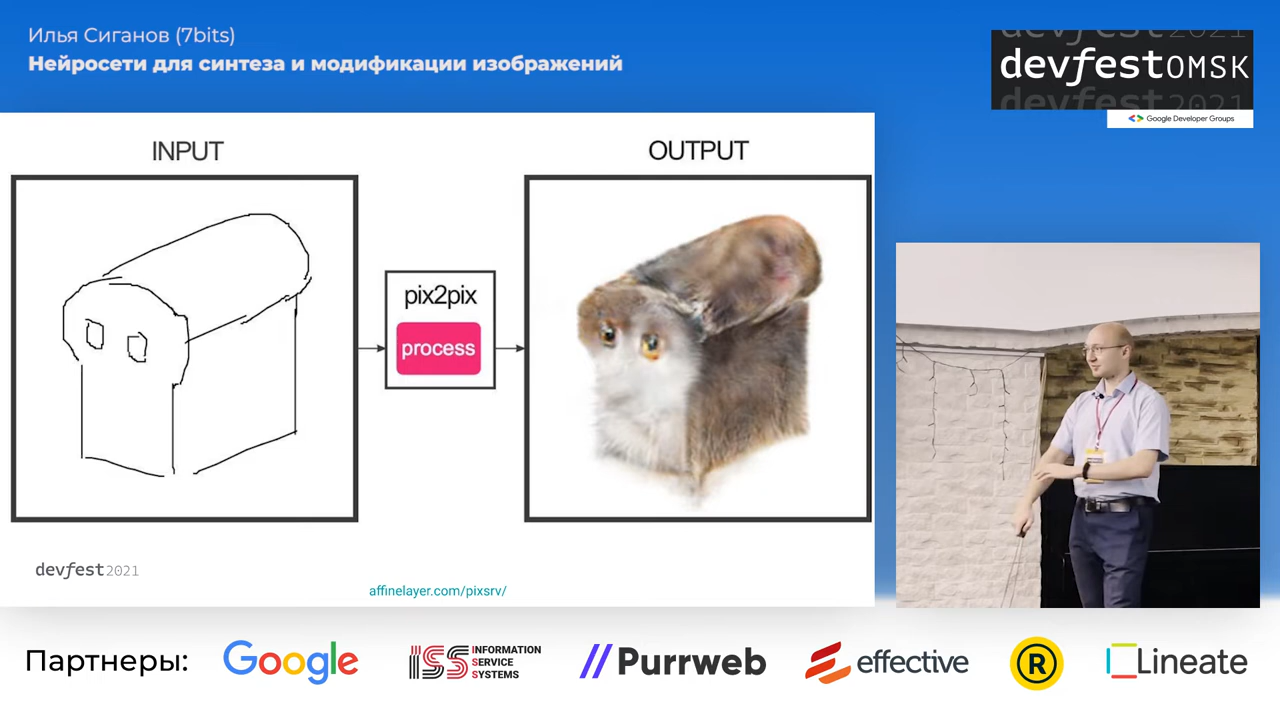 Илья Сиганов (7bits)
Нейросети для синтеза и модификации изображений
devfest2021
devfestOMSK
devfest2021
Google Developer Groups
INPUT
OUTPUT
pix2pix
process
devfest2021
affinelayer.com/pixsrv/
Партнеры:
Google
iSS INFORMATION
SERVICE
SYSTEMS
Purrweb
effective
R
Lineate